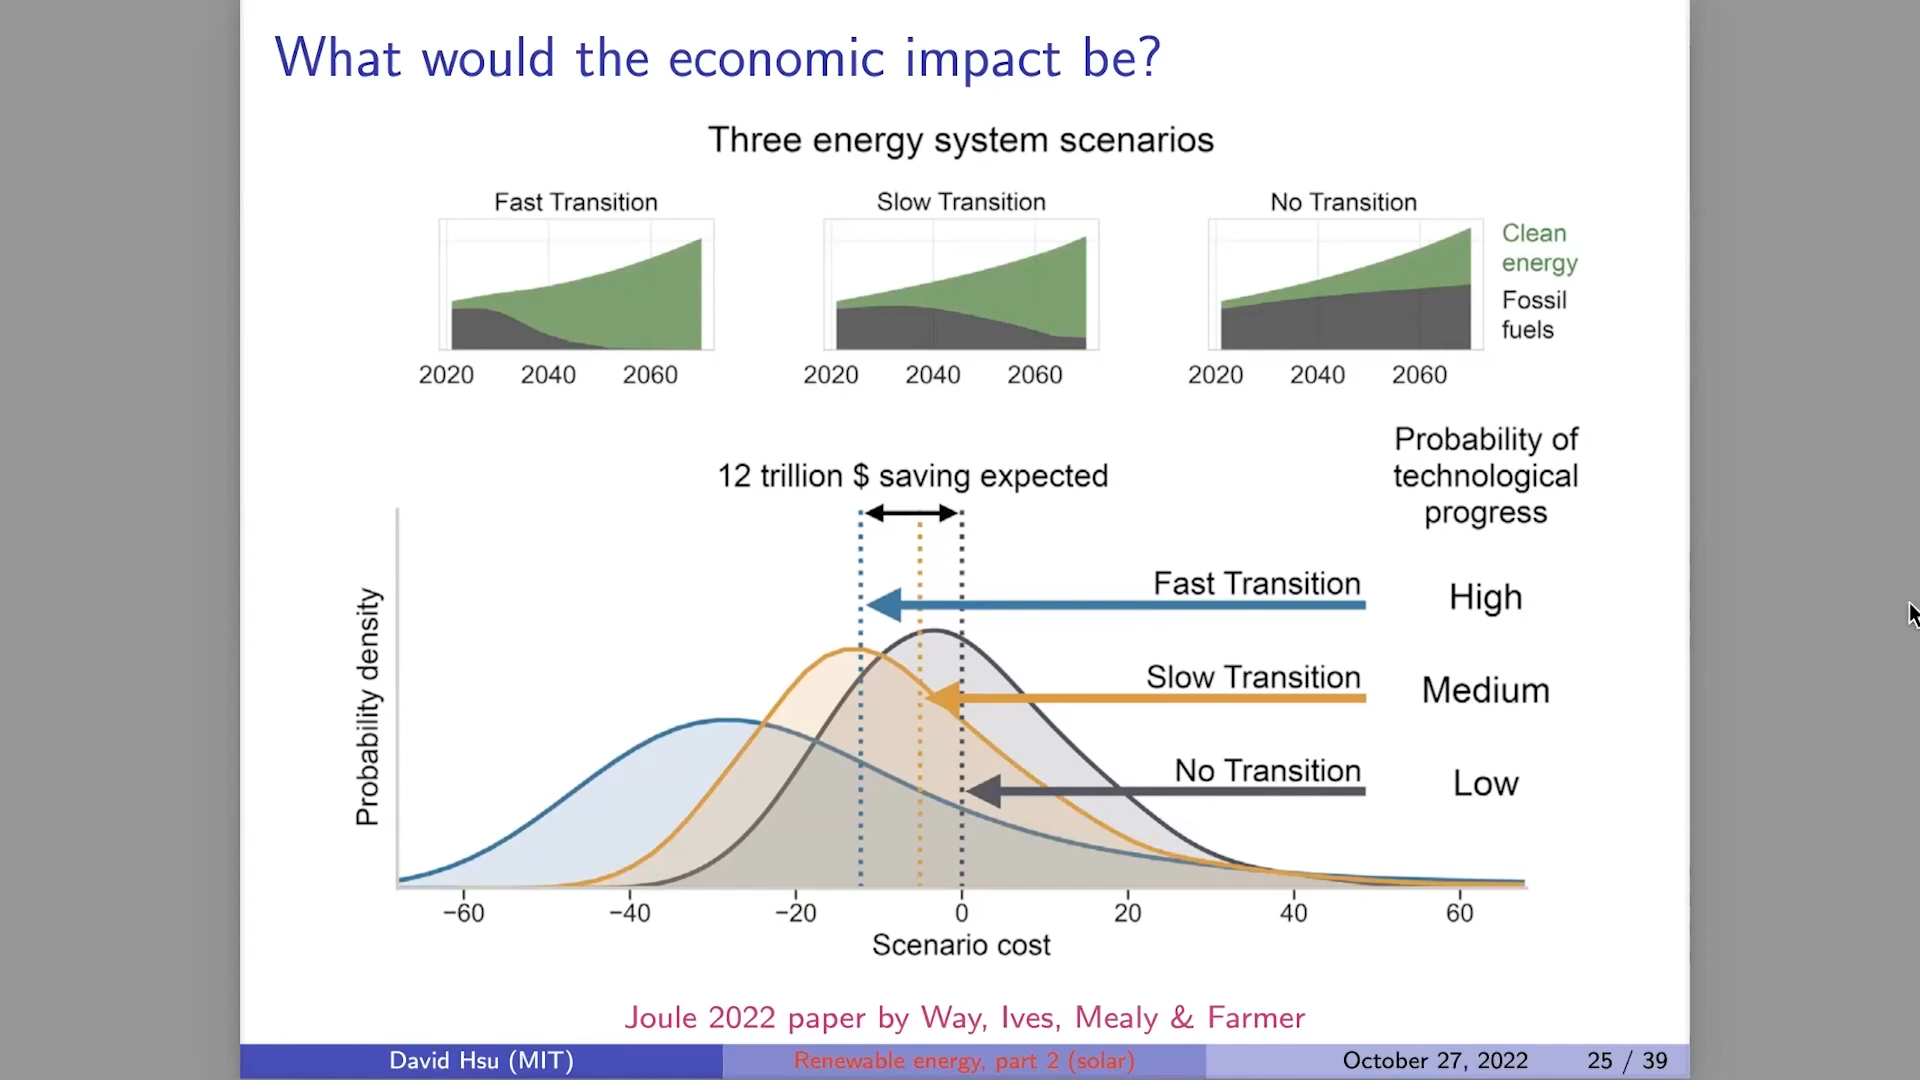 What would the economic impact be?
Three energy system scenarios
Fast Transition
Slow Transition
No Transition
Clean
energy
Fossil
fuels
2020 2040 2060
2020 2040 2060
2020 2040 2060
Probability of
technological
progress
12 trillion $ saving expected
Fast Transition High
Slow Transition Medium
No Transition Low
Probability density
−60 −40 −20 0 20 40 60
Scenario cost
Joule 2022 paper by Way, Ives, Mealy & Farmer
David Hsu (MIT) Renewable energy, part 2 (solar) October 27, 2022 25 / 39